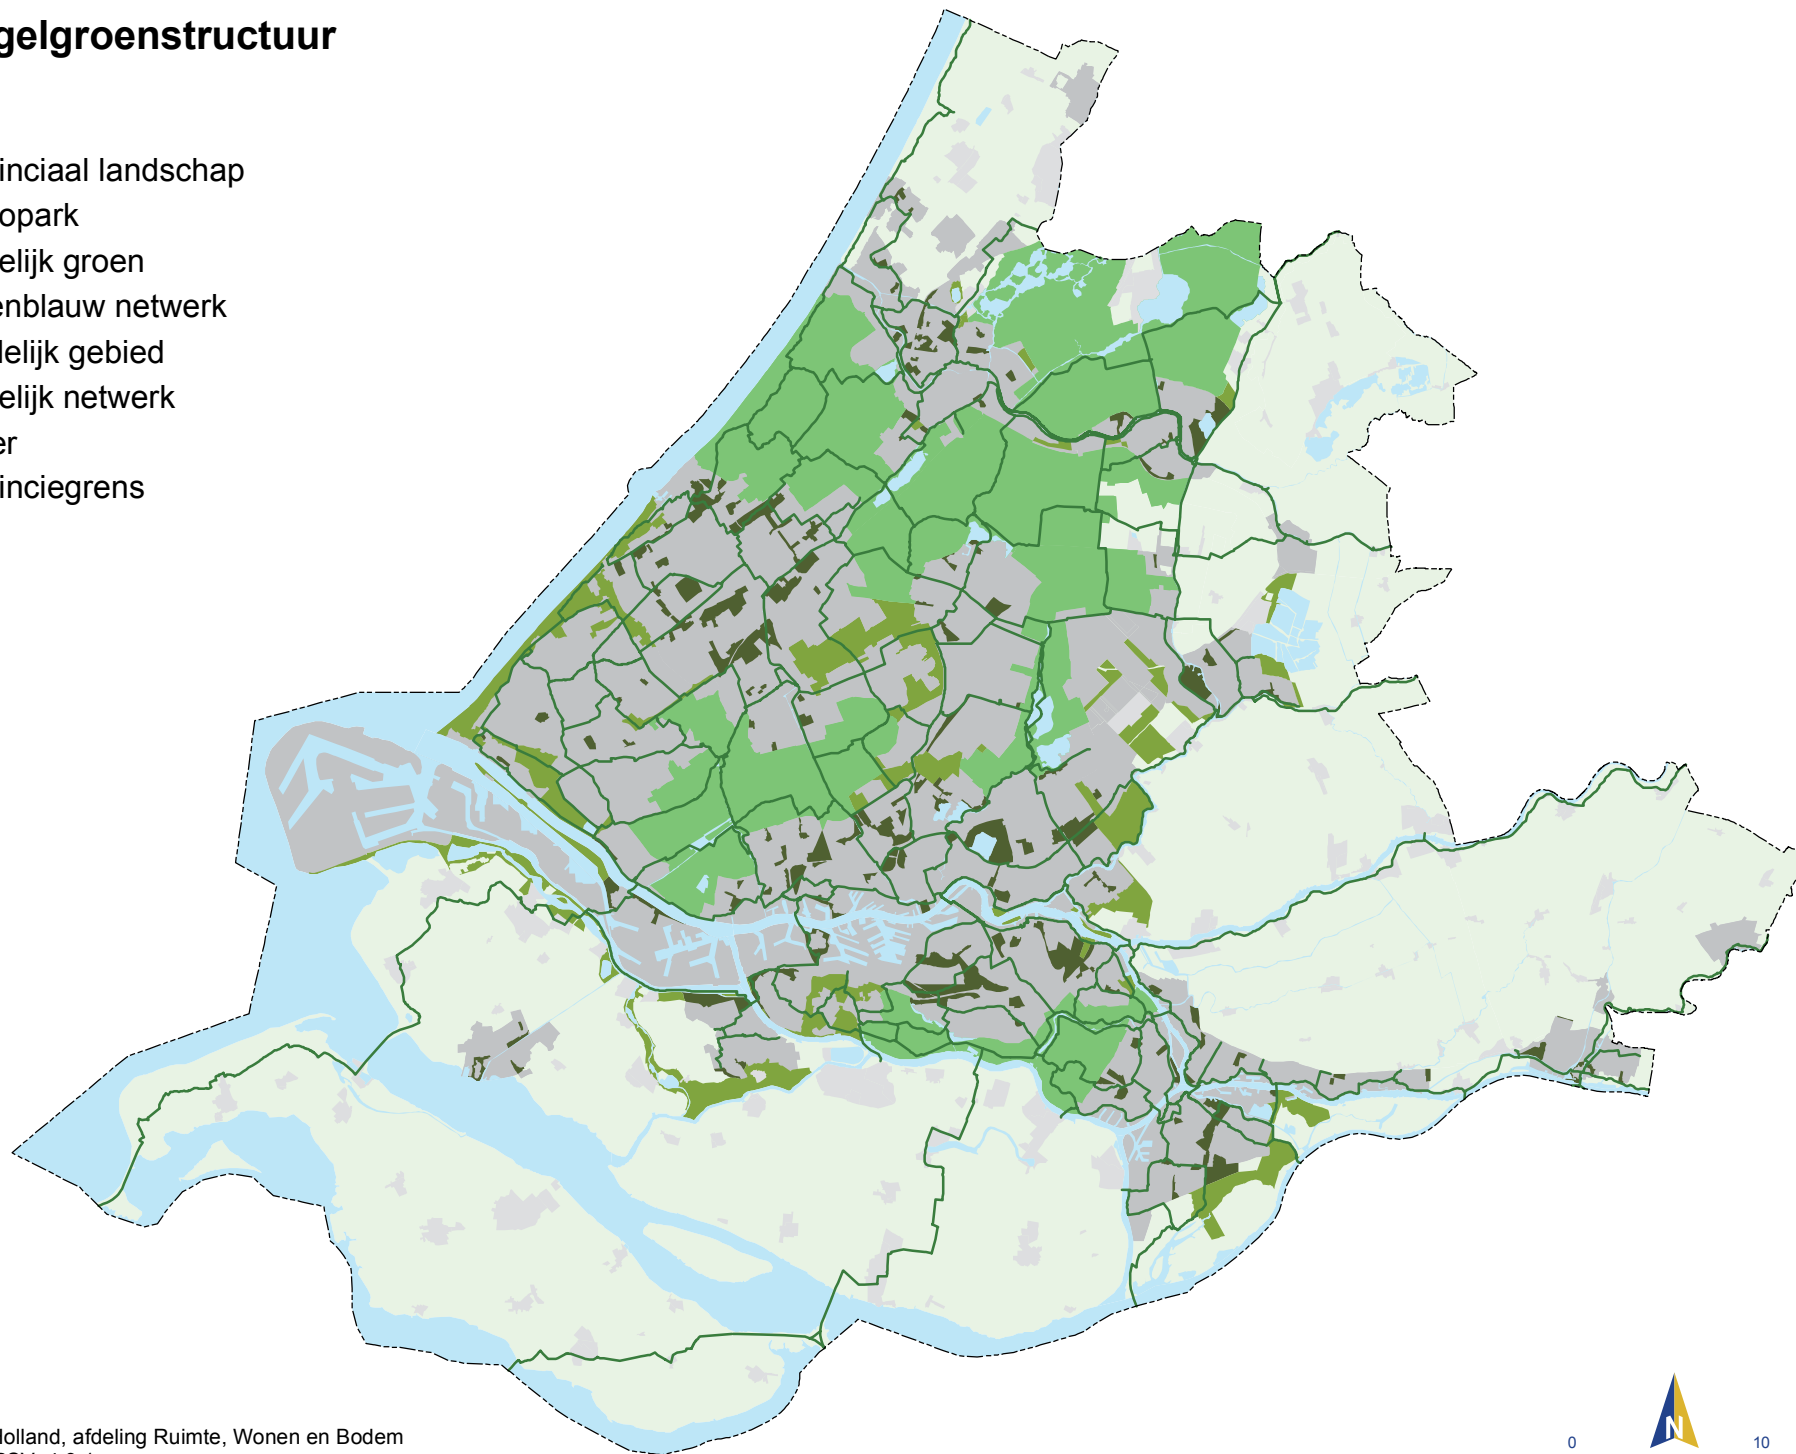 gelgroenstructuur
inciaal landschap
opark
elijk groen
enblauw netwerk
lelijk gebied
elijk netwerk
er
inciegrens
Holland, afdeling Ruimte, Wonen en Bodem
N
0 10